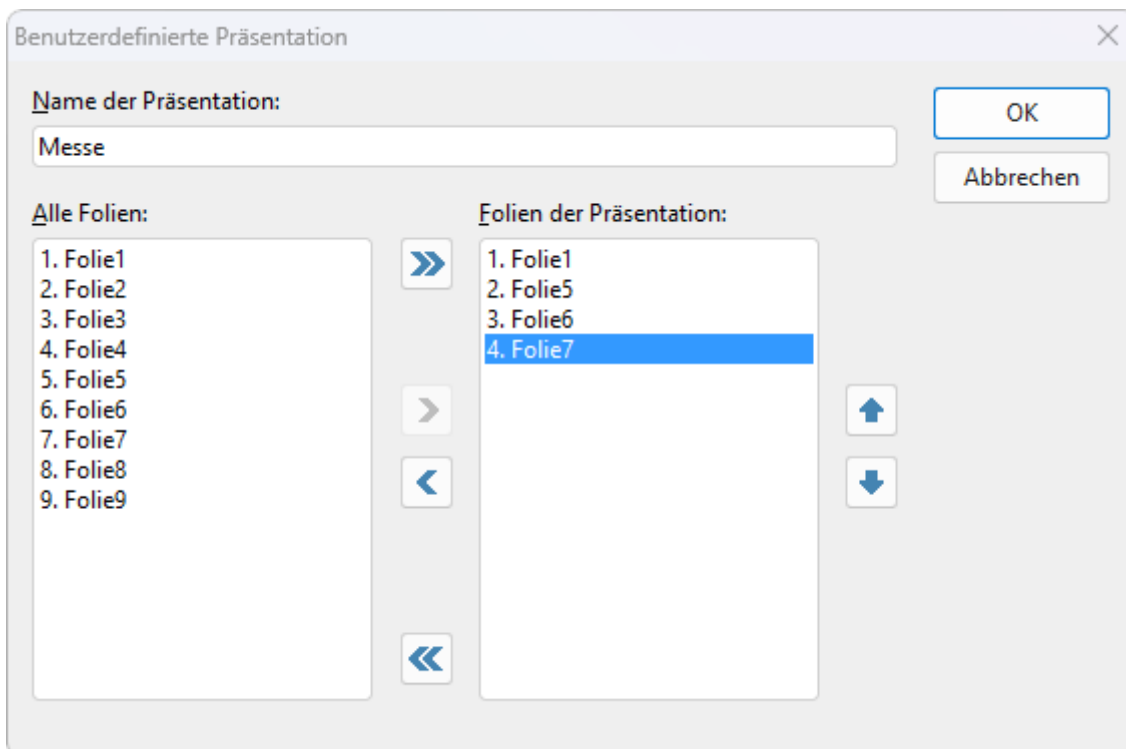 Benutzerdefinierte Präsentation
Name der Präsentation:
OK
Messe
Abbrechen
Alle Folien:
Folien der Präsentation:
1. Folie1
2. Folie2
3. Folie3
4. Folie4
5. Folie5
6. Folie6
7. Folie7
8. Folie8
9. Folie9
1. Folie1
2. Folie5
3. Folie6
4. Folie7